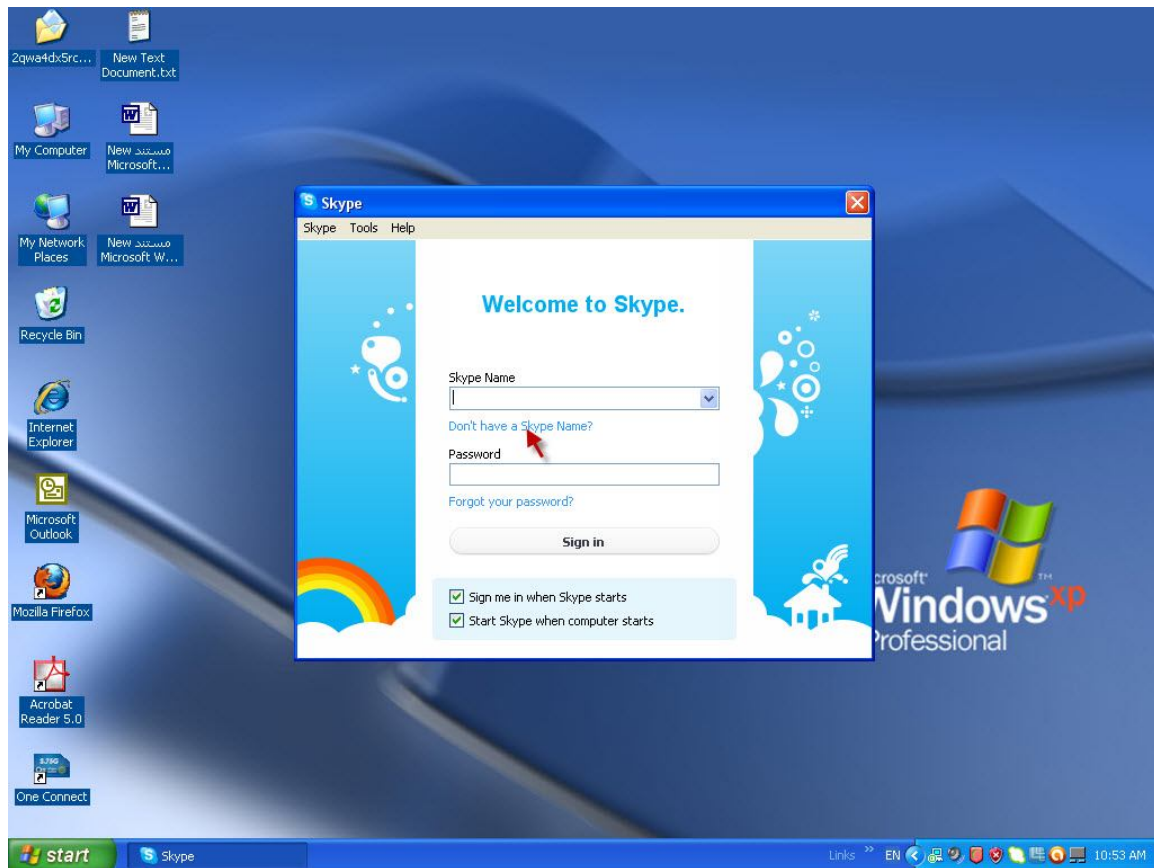 2qwa4dx5rc...
New Text
Document.txt
My Computer
New مستند
Microsoft...
My Network
Places
New مستند
Microsoft W...
Recycle Bin
Internet
Explorer
Microsoft
Outlook
Mozilla Firefox
Acrobat
Reader 5.0
One Connect
Skype
Skype Tools Help
Welcome to Skype.
Skype Name
Don't have a Skype Name?
Password
Forgot your password?
Sign in
Sign me in when Skype starts
Start Skype when computer starts
crosoft
Windows xp
Professional
start
Skype
Links » EN 10:53 AM